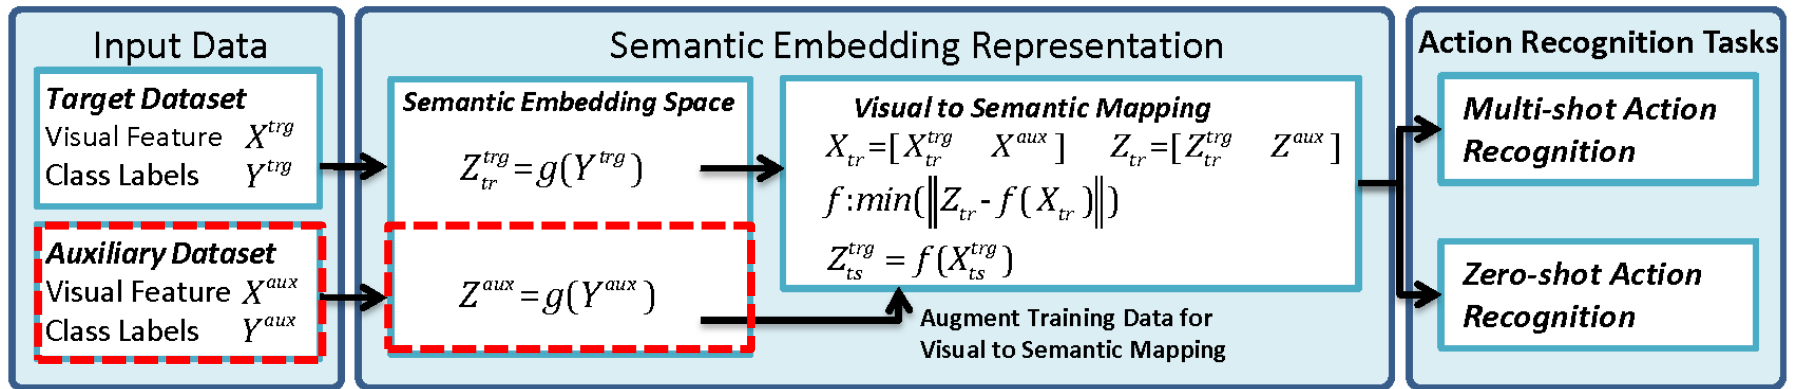 Input Data
Target Dataset
Visual Feature X^trg
Class Labels Y^trg
Auxiliary Dataset
Visual Feature X^aux
Class Labels Y^aux
Semantic Embedding Representation
Semantic Embedding Space
Z_tr^trg=g(Y^trg)
Z^aux=g(Y^aux)
Visual to Semantic Mapping
X_tr=[X_tr^trg X^aux] Z_tr=[Z_tr^trg Z^aux]
f:min(‖Z_tr-f(X_tr)‖)
Z_ts^trg=f(X_ts^trg)
Augment Training Data for
Visual to Semantic Mapping
Action Recognition Tasks
Multi-shot Action
Recognition
Zero-shot Action
Recognition